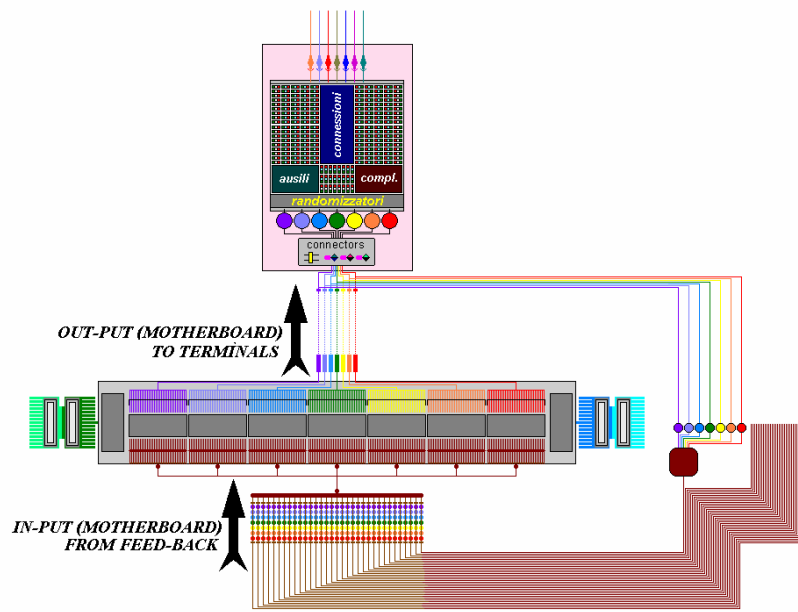 connessioni
ausili
compl.
randomizzatori
connectors
OUT-PUT (MOTHERBOARD)
TO TERMINALS
IN-PUT (MOTHERBOARD)
FROM FEED-BACK